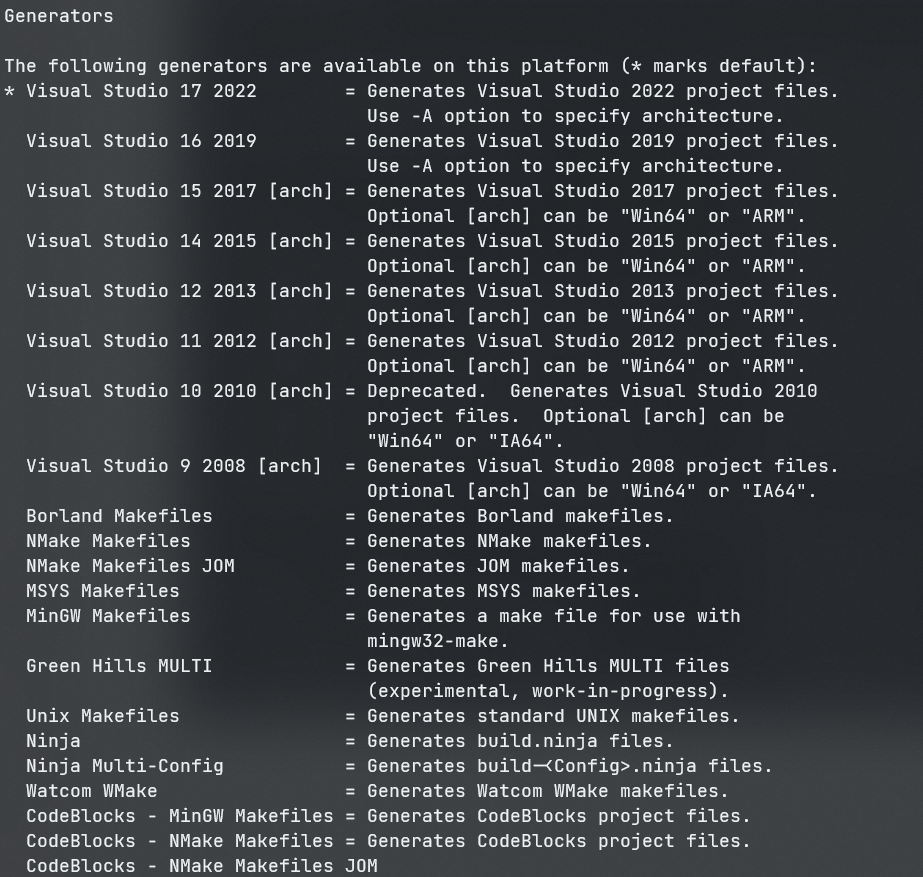 Generators
The following generators are available on this platform (* marks default):
* Visual Studio 17 2022        = Generates Visual Studio 2022 project files.
                                 Use -A option to specify architecture.
  Visual Studio 16 2019        = Generates Visual Studio 2019 project files.
                                 Use -A option to specify architecture.
  Visual Studio 15 2017 [arch] = Generates Visual Studio 2017 project files.
                                 Optional [arch] can be "Win64" or "ARM".
  Visual Studio 14 2015 [arch] = Generates Visual Studio 2015 project files.
                                 Optional [arch] can be "Win64" or "ARM".
  Visual Studio 12 2013 [arch] = Generates Visual Studio 2013 project files.
                                 Optional [arch] can be "Win64" or "ARM".
  Visual Studio 11 2012 [arch] = Generates Visual Studio 2012 project files.
                                 Optional [arch] can be "Win64" or "ARM".
  Visual Studio 10 2010 [arch] = Deprecated.  Generates Visual Studio 2010
                                 project files.  Optional [arch] can be
                                 "Win64" or "IA64".
  Visual Studio 9 2008 [arch]  = Generates Visual Studio 2008 project files.
                                 Optional [arch] can be "Win64" or "IA64".
  Borland Makefiles            = Generates Borland makefiles.
  NMake Makefiles              = Generates NMake makefiles.
  NMake Makefiles JOM          = Generates JOM makefiles.
  MSYS Makefiles               = Generates MSYS makefiles.
  MinGW Makefiles              = Generates a make file for use with
                                 mingw32-make.
  Green Hills MULTI            = Generates Green Hills MULTI files
                                 (experimental, work-in-progress).
  Unix Makefiles               = Generates standard UNIX makefiles.
  Ninja                        = Generates build.ninja files.
  Ninja Multi-Config           = Generates build-<Config>.ninja files.
  Watcom WMake                 = Generates Watcom WMake makefiles.
  CodeBlocks - MinGW Makefiles = Generates CodeBlocks project files.
  CodeBlocks - NMake Makefiles = Generates CodeBlocks project files.
  CodeBlocks - NMake Makefiles JOM